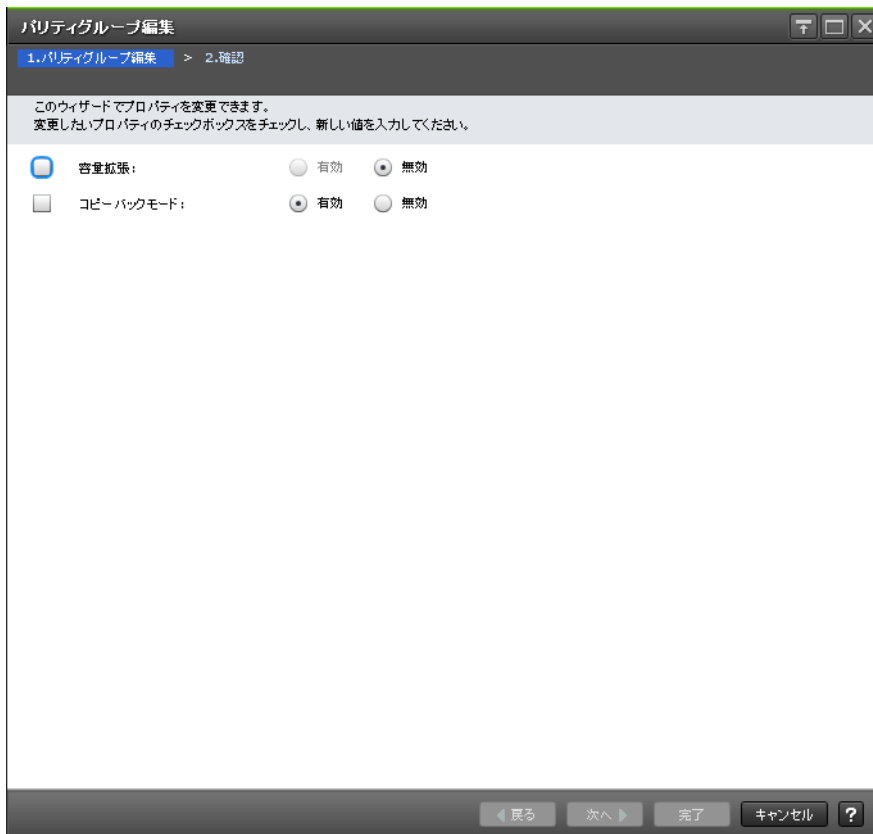 パリティグループ編集
1.パリティグループ編集 > 2.確認
このウィザードでプロパティを変更できます。
変更したいプロパティのチェックボックスをチェックし、新しい値を入力してください。
容量拡張: 有効 無効
コピーバックモード: 有効 無効
戻る 次へ 完了 キャンセル ?